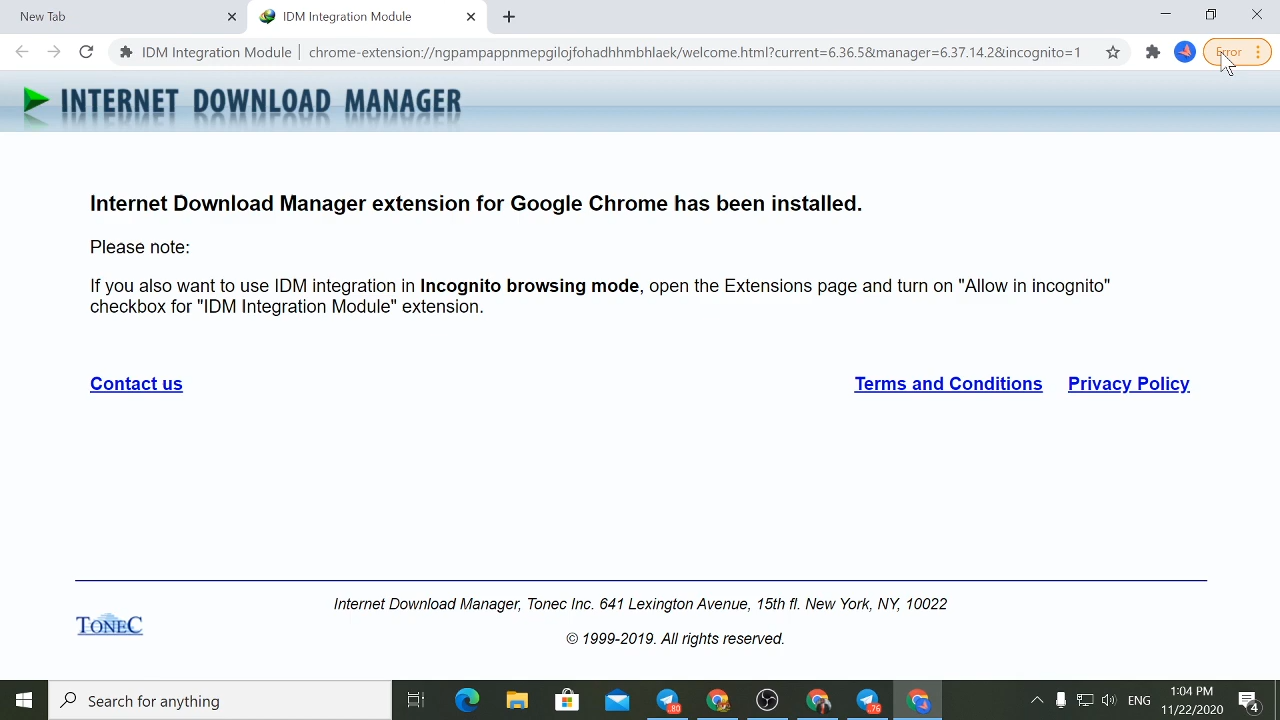 New Tab
IDM Integration Module
IDM Integration Module | chrome-extension://ngpampappnmepgilojfohadhhmbhlaek/welcome.html?current=6.36.5&manager=6.37.14.2&incognito=1
Error
INTERNET DOWNLOAD MANAGER
Internet Download Manager extension for Google Chrome has been installed.
Please note:
If you also want to use IDM integration in Incognito browsing mode, open the Extensions page and turn on "Allow in incognito"
checkbox for "IDM Integration Module" extension.
Contact us
Terms and Conditions
Privacy Policy
Internet Download Manager, Tonec Inc. 641 Lexington Avenue, 15th fl. New York, NY, 10022
TONEC
© 1999-2019. All rights reserved.
Search for anything
.80
.76
ENG
1:04 PM
11/22/2020
4